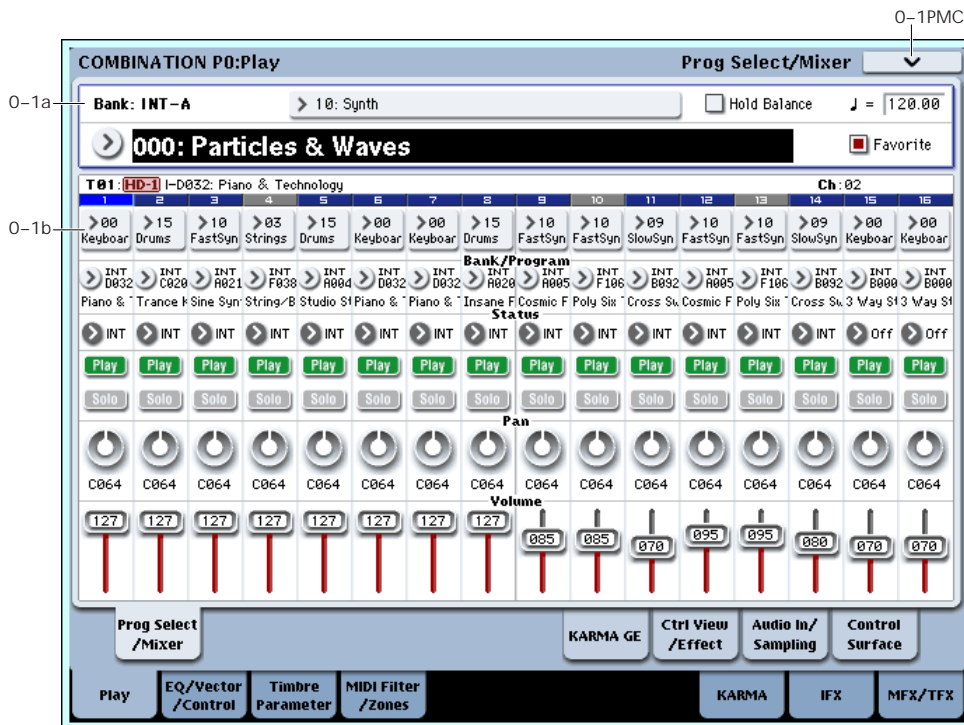 0–1PMC
COMBINATION P0:Play Prog Select/Mixer
0–1a
Bank: INT-A > 10: Synth Hold Balance ♩ = 120.00
000: Particles & Waves Favorite
T01: HD-1 I-D032: Piano & Technology Ch:02
1 2 3 4 5 6 7 8 9 10 11 12 13 14 15 16
0–1b
>00 >15 >10 >03 >15 >00 >00 >15 >10 >10 >09 >10 >10 >09 >00 >00
Keyboar Drums FastSyn Strings Drums Keyboar Keyboar Drums FastSyn FastSyn SlowSyn FastSyn FastSyn SlowSyn Keyboar Keyboar
Bank/Program
INT INT INT INT INT INT INT INT INT INT INT INT INT INT INT INT
D032 C020 A021 F038 A004 D032 D032 A020 A005 F106 B092 A005 F106 B092 B000 B000
Piano & Trance Sine Syn String/B Studio St Piano & Piano & Insane F Cosmic F Poly Six Cross Cosmic F Poly Six Cross 3 Way St 3 Way St
Status
INT INT INT INT INT INT INT INT INT INT INT INT INT INT Off Off
Play Play Play Play Play Play Play Play Play Play Play Play Play Play Play Play
Solo Solo Solo Solo Solo Solo Solo Solo Solo Solo Solo Solo Solo Solo Solo Solo
Pan
C064 C064 C064 C064 C064 C064 C064 C064 C064 C064 C064 C064 C064 C064 C064 C064
Volume
127 127 127 127 127 127 127 127 085 085 070 095 095 080 070 070
Prog Select KARMA GE Ctrl View Audio In/ Control
/Mixer /Effect Sampling Surface
Play EQ/Vector Timbre MIDI Filter KARMA IFX MFX/TFX
/Control Parameter /Zones